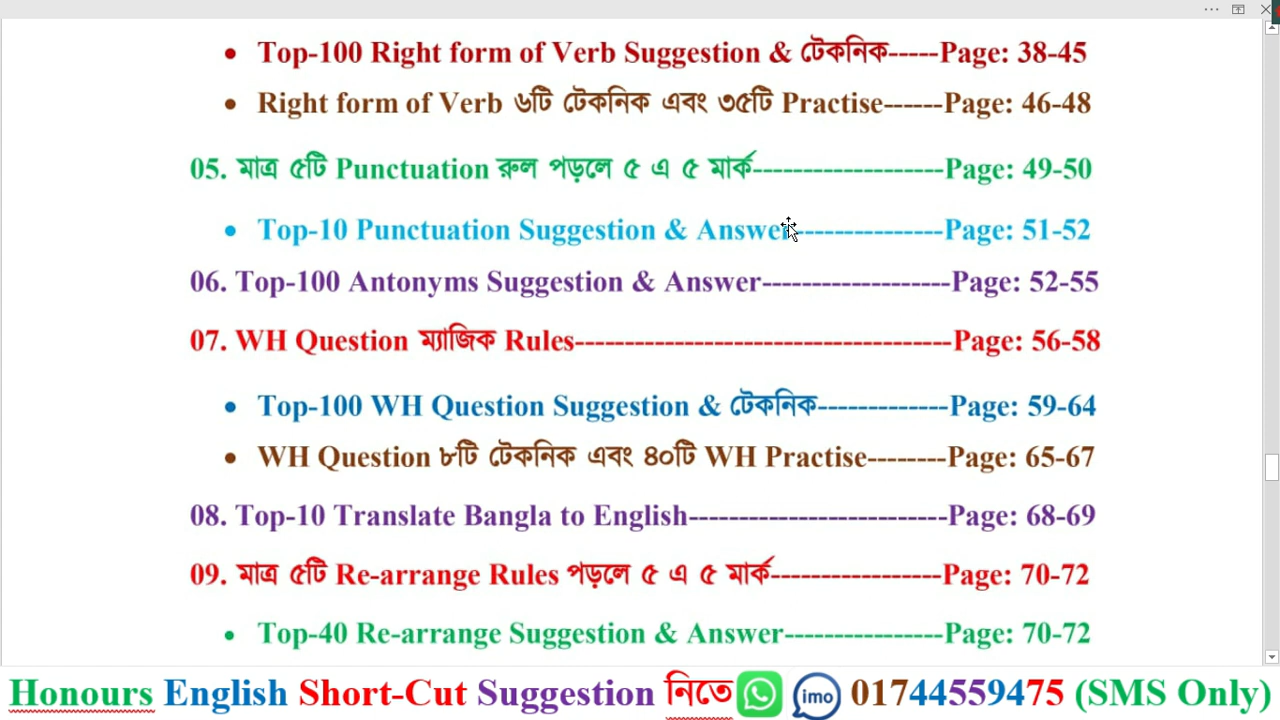 • Top-100 Right form of Verb Suggestion & টেকনিক-----Page: 38-45
• Right form of Verb ৬টি টেকনিক এবং ৩৫টি Practise------Page: 46-48
05. মাত্র ৫টি Punctuation রুল পড়লে ৫ এ ৫ মার্ক-------------------Page: 49-50
• Top-10 Punctuation Suggestion & Answer---------------Page: 51-52
06. Top-100 Antonyms Suggestion & Answer-------------------Page: 52-55
07. WH Question ম্যাজিক Rules--------------------------------------Page: 56-58
• Top-100 WH Question Suggestion & টেকনিক-------------Page: 59-64
• WH Question ৮টি টেকনিক এবং ৪০টি WH Practise--------Page: 65-67
08. Top-10 Translate Bangla to English--------------------------Page: 68-69
09. মাত্র ৫টি Re-arrange Rules পড়লে ৫ এ ৫ মার্ক-----------------Page: 70-72
• Top-40 Re-arrange Suggestion & Answer----------------Page: 70-72
Honours English Short-Cut Suggestion নিতে imo 01744559475 (SMS Only)